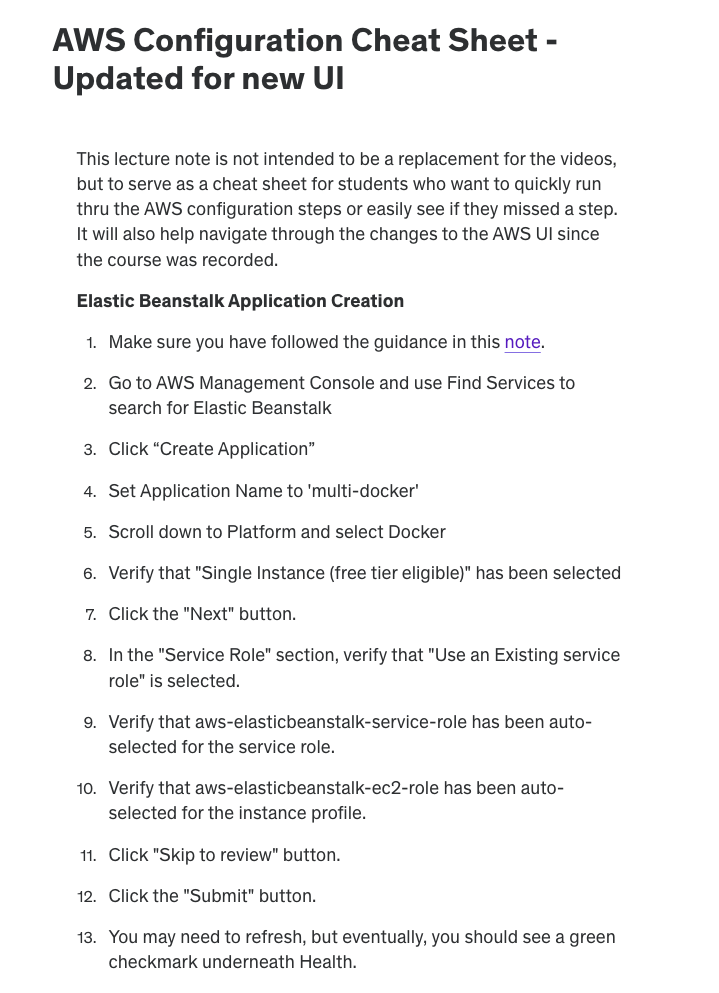 AWS Configuration Cheat Sheet -
Updated for new UI
This lecture note is not intended to be a replacement for the videos,
but to serve as a cheat sheet for students who want to quickly run
thru the AWS configuration steps or easily see if they missed a step.
It will also help navigate through the changes to the AWS UI since
the course was recorded.
Elastic Beanstalk Application Creation
1. Make sure you have followed the guidance in this note.
2. Go to AWS Management Console and use Find Services to
search for Elastic Beanstalk
3. Click “Create Application”
4. Set Application Name to 'multi-docker'
5. Scroll down to Platform and select Docker
6. Verify that "Single Instance (free tier eligible)" has been selected
7. Click the "Next" button.
8. In the "Service Role" section, verify that "Use an Existing service
role" is selected.
9. Verify that aws-elasticbeanstalk-service-role has been auto-
selected for the service role.
10. Verify that aws-elasticbeanstalk-ec2-role has been auto-
selected for the instance profile.
11. Click "Skip to review" button.
12. Click the "Submit" button.
13. You may need to refresh, but eventually, you should see a green
checkmark underneath Health.